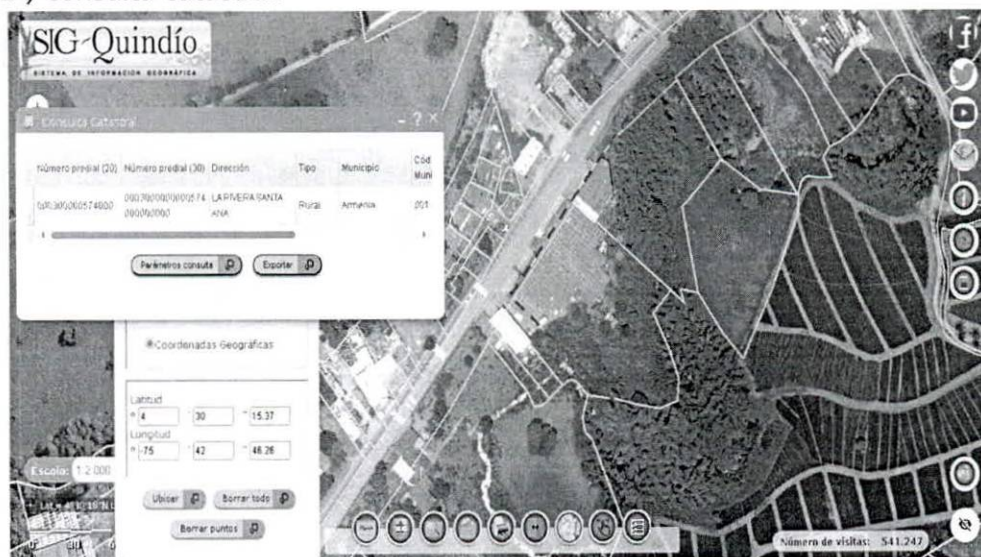 SIG-Quindío
SISTEMA DE INFORMACIÓN GEOGRÁFICA
Consulta Catastral
- ? ×
Número predial (20) Número predial (30) Dirección Tipo Municipio Cód Muni
LA RIVERA SANTA ANA Rural Armenia 001
Parámetros consulta Exportar
Coordenadas Geográficas
Latitud
° 4 ' 30 " 15.37
Longitud
° -75 ' 42 " 46.26
Escala: 1:2.000
Ubicar Borrar todo
Borrar puntos
Número de visitas: 541.247